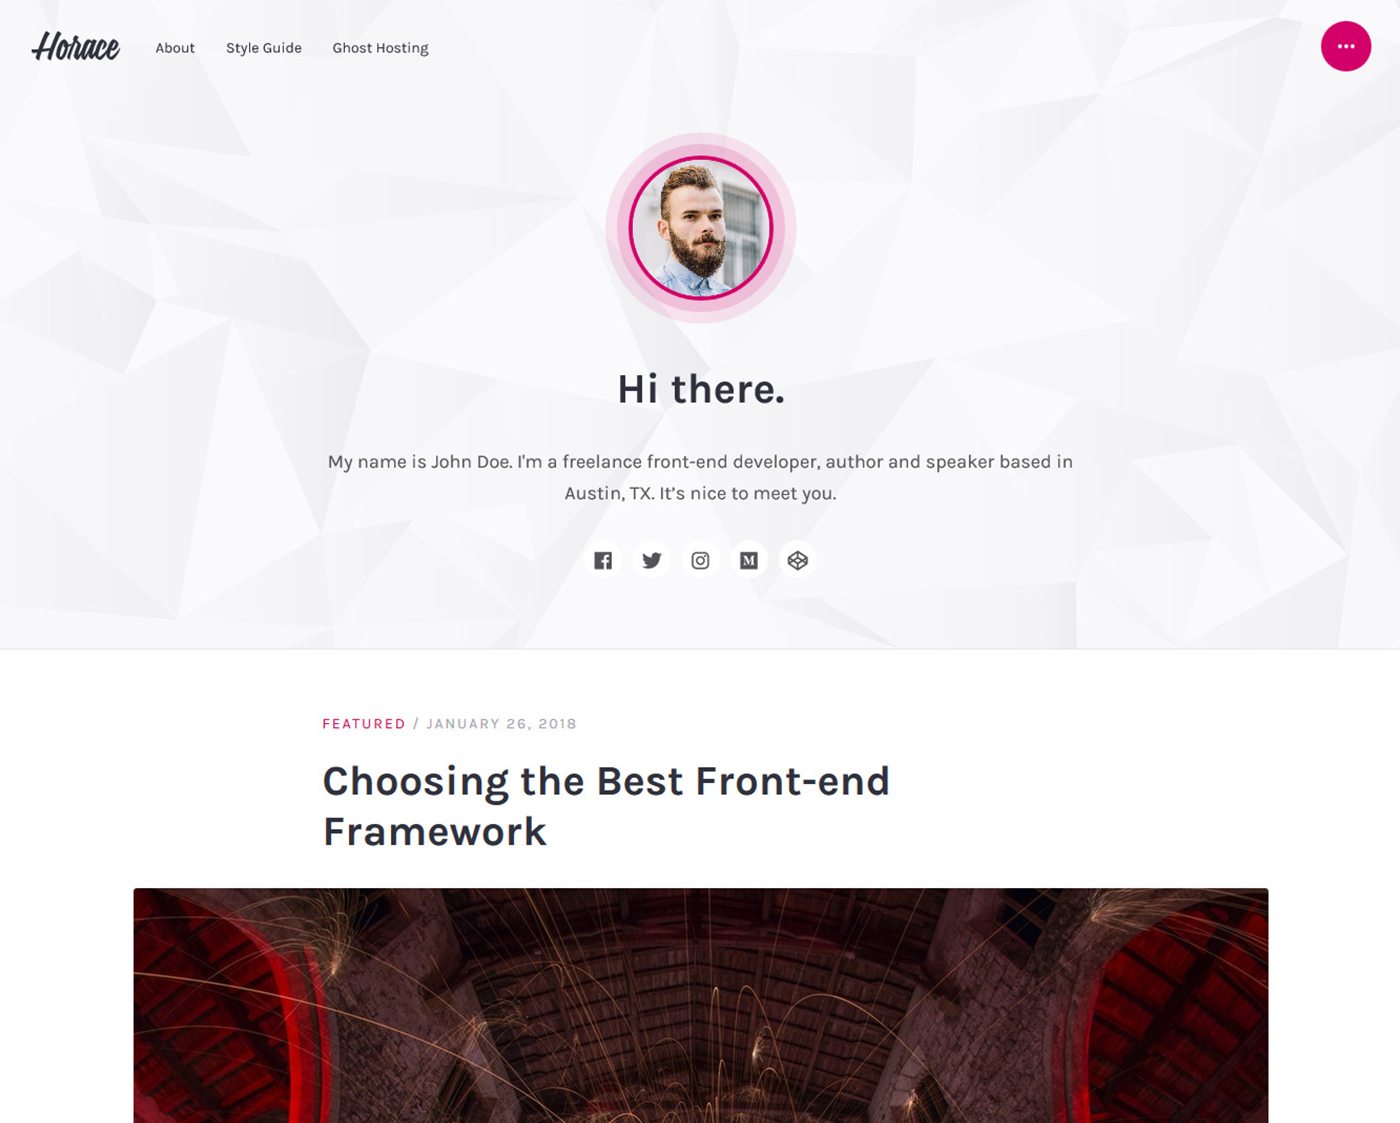 Horace
About
Style Guide
Ghost Hosting
Hi there.
My name is John Doe. I'm a freelance front-end developer, author and speaker based in
Austin, TX. It’s nice to meet you.
M
FEATURED / JANUARY 26, 2018
Choosing the Best Front-end
Framework